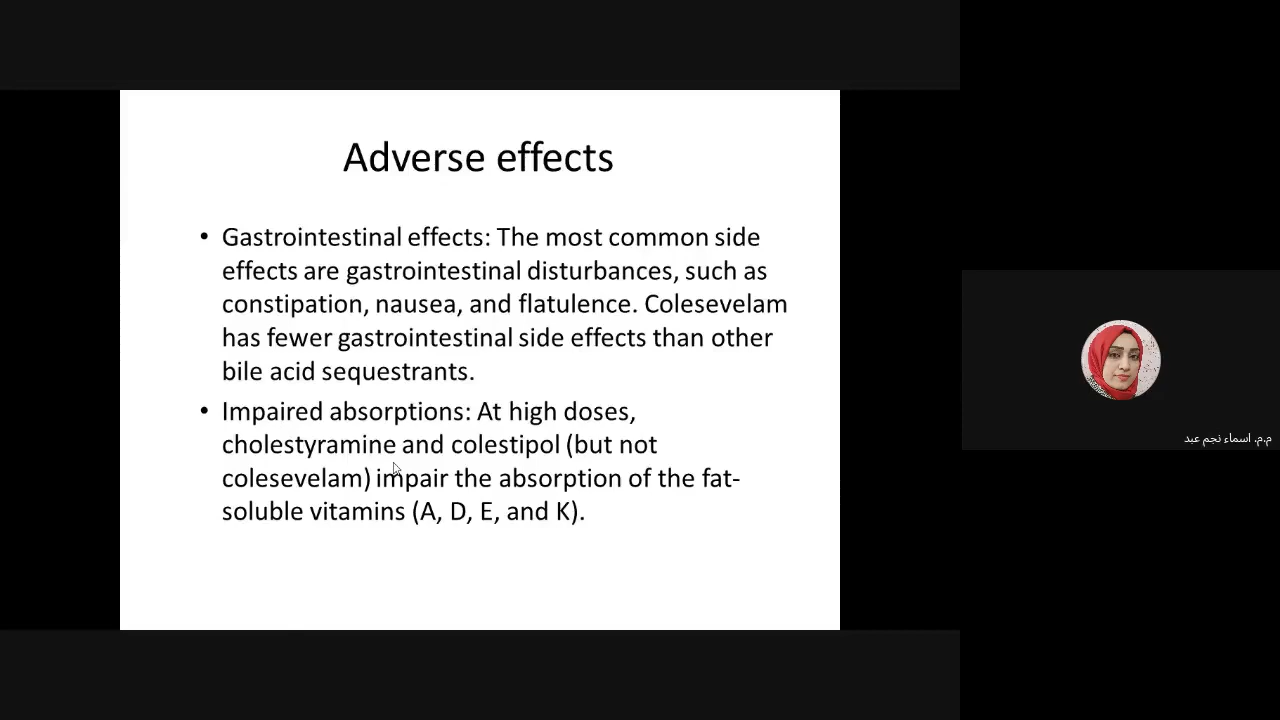 Adverse effects
• Gastrointestinal effects: The most common side
effects are gastrointestinal disturbances, such as
constipation, nausea, and flatulence. Colesevelam
has fewer gastrointestinal side effects than other
bile acid sequestrants.
• Impaired absorptions: At high doses,
cholestyramine and colestipol (but not
colesevelam) impair the absorption of the fat-
soluble vitamins (A, D, E, and K).
م.م. اسماء نجم عبد